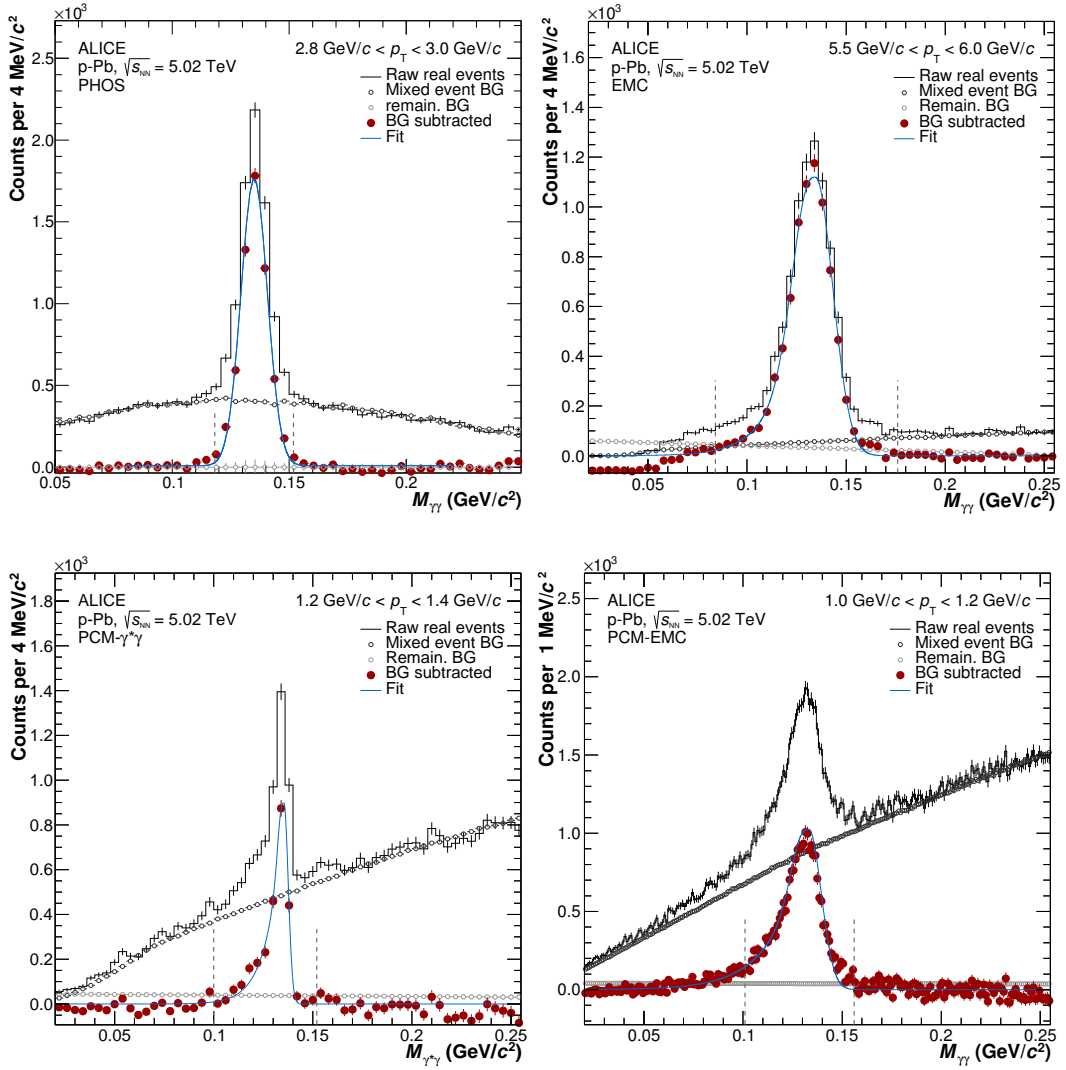 ×10³
Counts per 4 MeV/c²
ALICE
p-Pb, √s_NN = 5.02 TeV
PHOS
2.8 GeV/c < p_T < 3.0 GeV/c
Raw real events
Mixed event BG
remain. BG
BG subtracted
Fit
2.5
2.0
1.5
1.0
0.5
0.0
0.05 0.1 0.15 0.2
M_γγ (GeV/c²)
×10³
Counts per 4 MeV/c²
ALICE
p-Pb, √s_NN = 5.02 TeV
EMC
5.5 GeV/c < p_T < 6.0 GeV/c
Raw real events
Mixed event BG
Remain. BG
BG subtracted
Fit
1.6
1.4
1.2
1.0
0.8
0.6
0.4
0.2
0.0
0.05 0.1 0.15 0.2 0.25
M_γγ (GeV/c²)
×10³
Counts per 4 MeV/c²
ALICE
p-Pb, √s_NN = 5.02 TeV
PCM-γ*γ
1.2 GeV/c < p_T < 1.4 GeV/c
Raw real events
Mixed event BG
Remain. BG
BG subtracted
Fit
1.8
1.6
1.4
1.2
1.0
0.8
0.6
0.4
0.2
0.0
0.05 0.1 0.15 0.2 0.25
M_γ*γ (GeV/c²)
×10³
Counts per 1 MeV/c²
ALICE
p-Pb, √s_NN = 5.02 TeV
PCM-EMC
1.0 GeV/c < p_T < 1.2 GeV/c
Raw real events
Mixed event BG
Remain. BG
BG subtracted
Fit
2.5
2.0
1.5
1.0
0.5
0.0
0.05 0.1 0.15 0.2 0.25
M_γγ (GeV/c²)